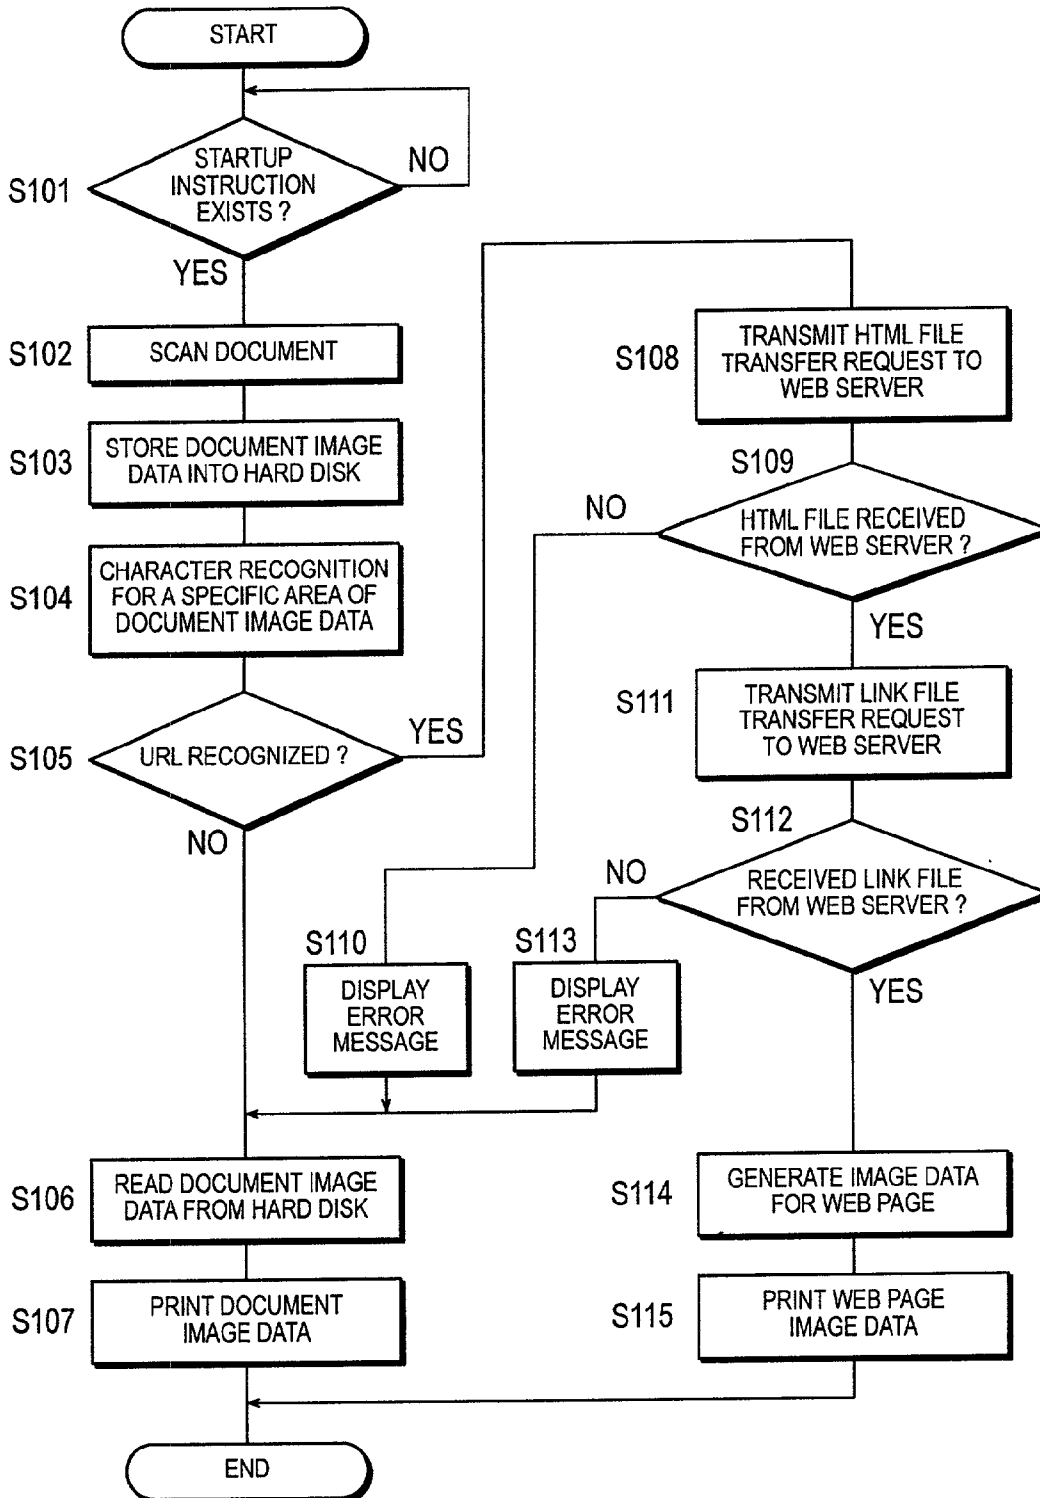 START
S101
STARTUP
INSTRUCTION
EXISTS ?
NO
YES
S102
SCAN DOCUMENT
S103
STORE DOCUMENT IMAGE
DATA INTO HARD DISK
S104
CHARACTER RECOGNITION
FOR A SPECIFIC AREA OF
DOCUMENT IMAGE DATA
S105
URL RECOGNIZED ?
YES
NO
S108
TRANSMIT HTML FILE
TRANSFER REQUEST TO
WEB SERVER
S109
HTML FILE RECEIVED
FROM WEB SERVER ?
NO
YES
S111
TRANSMIT LINK FILE
TRANSFER REQUEST
TO WEB SERVER
S112
RECEIVED LINK FILE
FROM WEB SERVER ?
NO
YES
S110
DISPLAY
ERROR
MESSAGE
S113
DISPLAY
ERROR
MESSAGE
S106
READ DOCUMENT IMAGE
DATA FROM HARD DISK
S107
PRINT DOCUMENT
IMAGE DATA
S114
GENERATE IMAGE DATA
FOR WEB PAGE
S115
PRINT WEB PAGE
IMAGE DATA
END